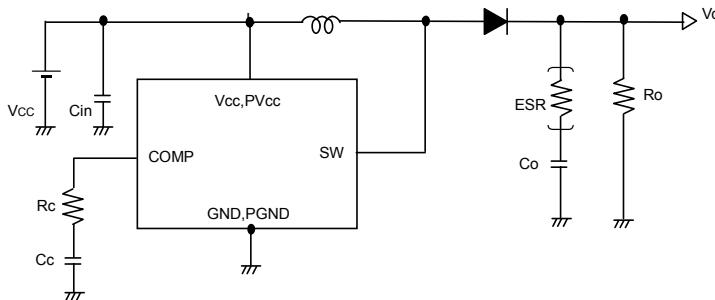 Vo
VCC
Cin
Vcc,PVcc
ESR
Ro
COMP
SW
Co
Rc
GND,PGND
Cc